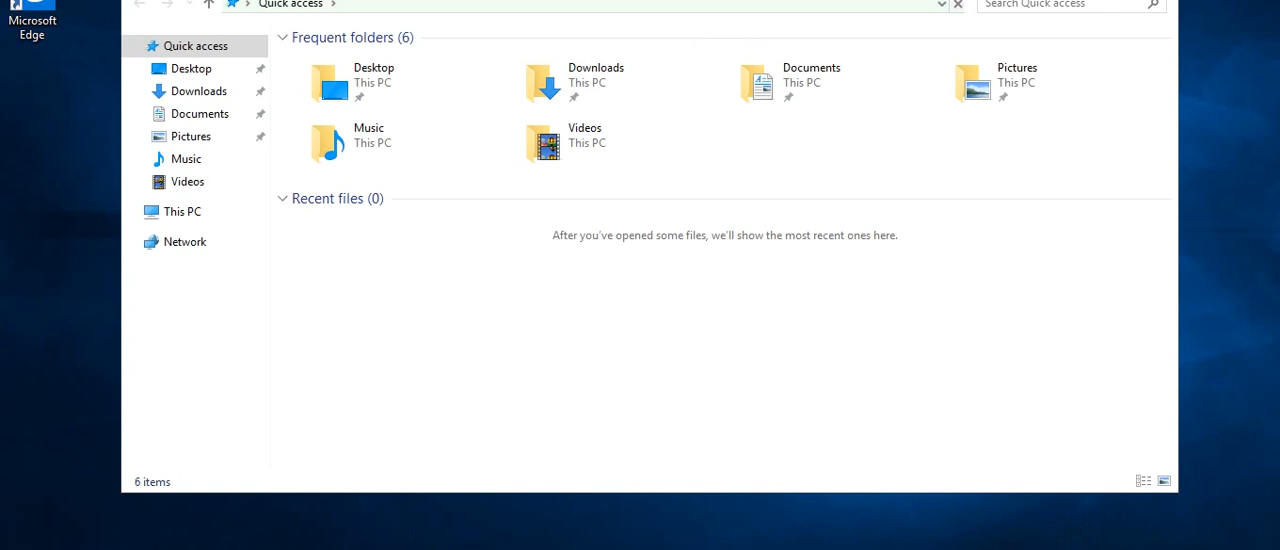 Microsoft
Edge
Quick access
Search Quick access
Quick access
Desktop
Downloads
Documents
Pictures
Music
Videos
This PC
Network
Frequent folders (6)
Desktop
This PC
Downloads
This PC
Documents
This PC
Pictures
This PC
Music
This PC
Videos
This PC
Recent files (0)
After you've opened some files, we'll show the most recent ones here.
6 items